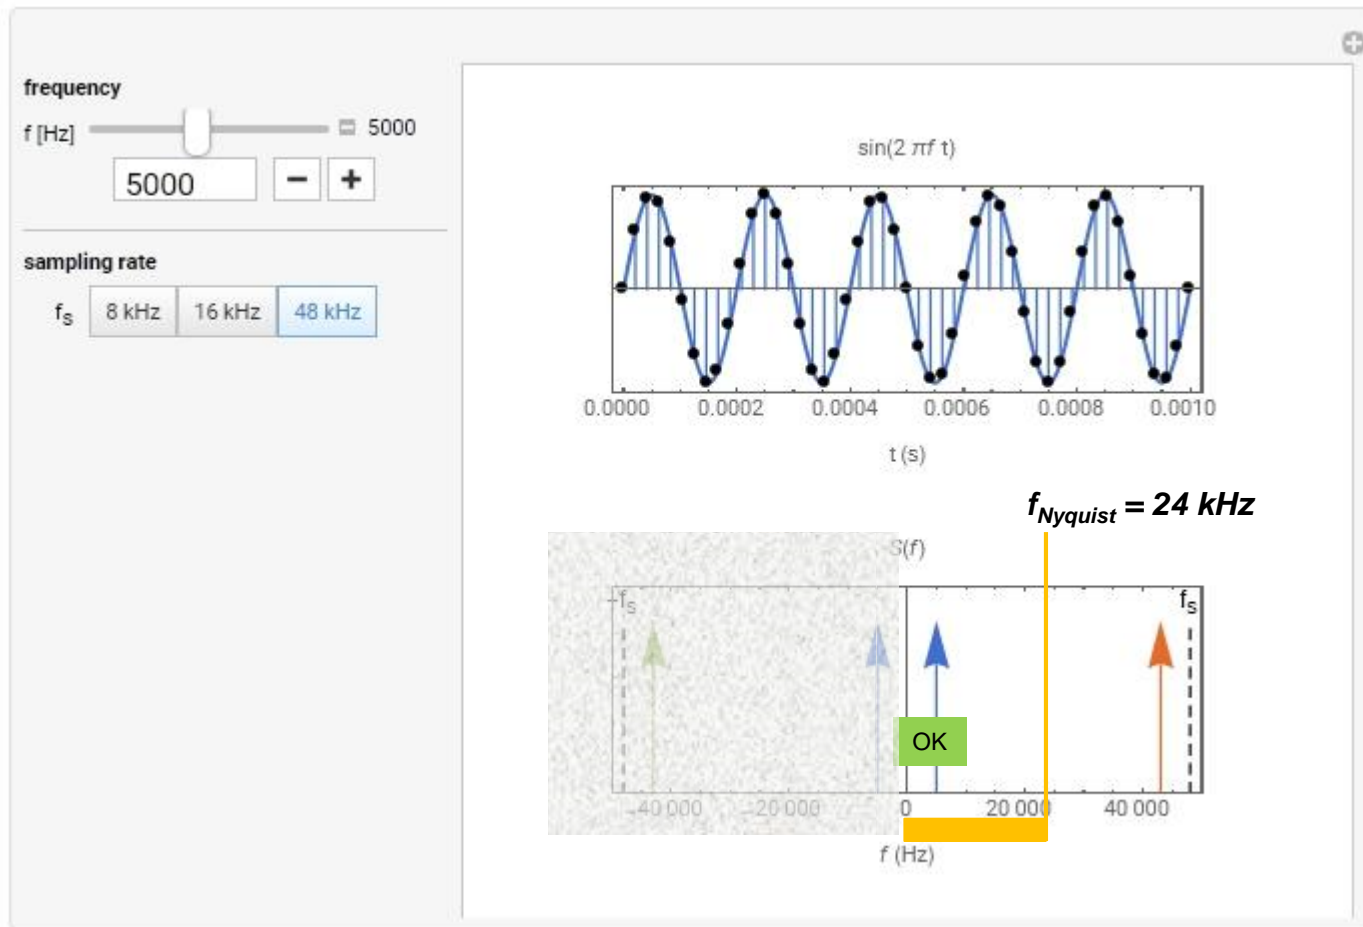 frequency
f [Hz] 5000
5000 − +
sampling rate
fs 8 kHz 16 kHz 48 kHz
sin(2 πf t)
0.0000 0.0002 0.0004 0.0006 0.0008 0.0010
t (s)
fNyquist = 24 kHz
S(f)
−fs fs
OK
−40 000 −20 000 0 20 000 40 000
f (Hz)